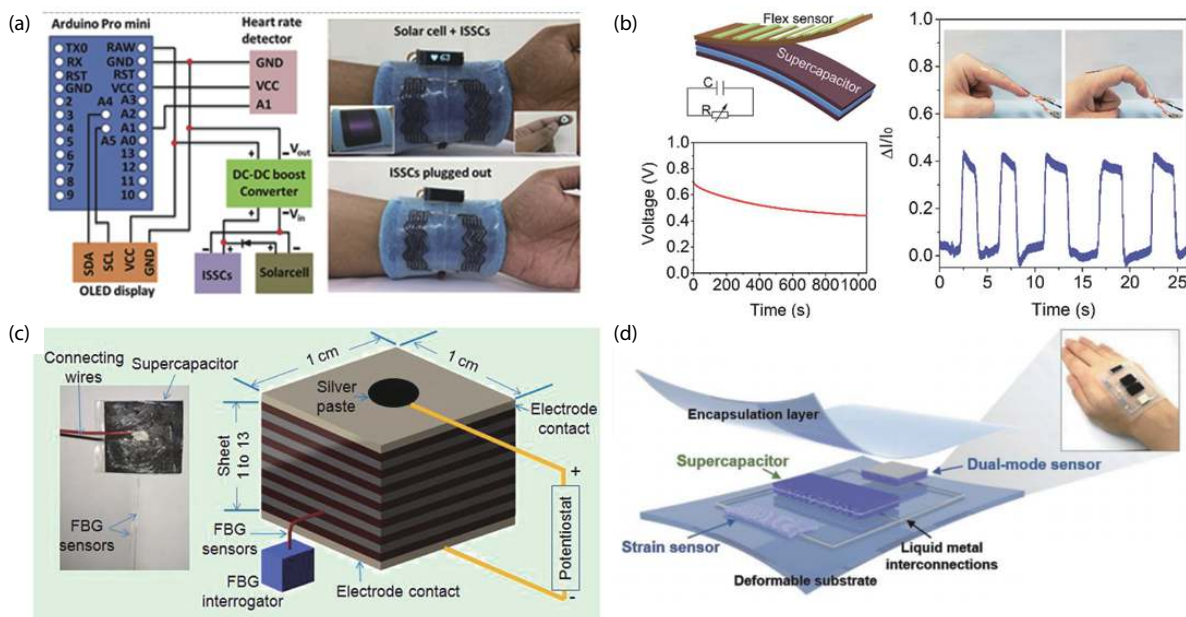 (a)
Arduino Pro mini
Heart rate
detector
TX0 RAW
RX GND
RST RST
GND VCC
2 A4 A3
3 A2
4 A1
5 A5 A0
6 13
7 12
8 11
9 10
GND
VCC
A1
−Vout
+
DC-DC boost
Converter
+
−Vin
− + + −
ISSCs
Solarcell
SDA
SCL
VCC
GND
OLED display
Solar cell + ISSCs
63
ISSCs plugged out
(b)
Flex sensor
Supercapacitor
C
R
Voltage (V)
1.0
0.8
0.6
0.4
0.2
0.0
0 200 400 600 800 1000
Time (s)
ΔI/I₀
1.0
0.8
0.6
0.4
0.2
0.0
0 5 10 15 20 25
Time (s)
(c)
Connecting
wires
Supercapacitor
FBG
sensors
1 cm
1 cm
Silver
paste
Electrode
contact
Sheet
1 to 13
FBG
sensors
FBG
interrogator
Electrode contact
+
Potentiostat
-
(d)
Encapsulation layer
Supercapacitor
Dual-mode sensor
Strain sensor
Liquid metal
interconnections
Deformable substrate